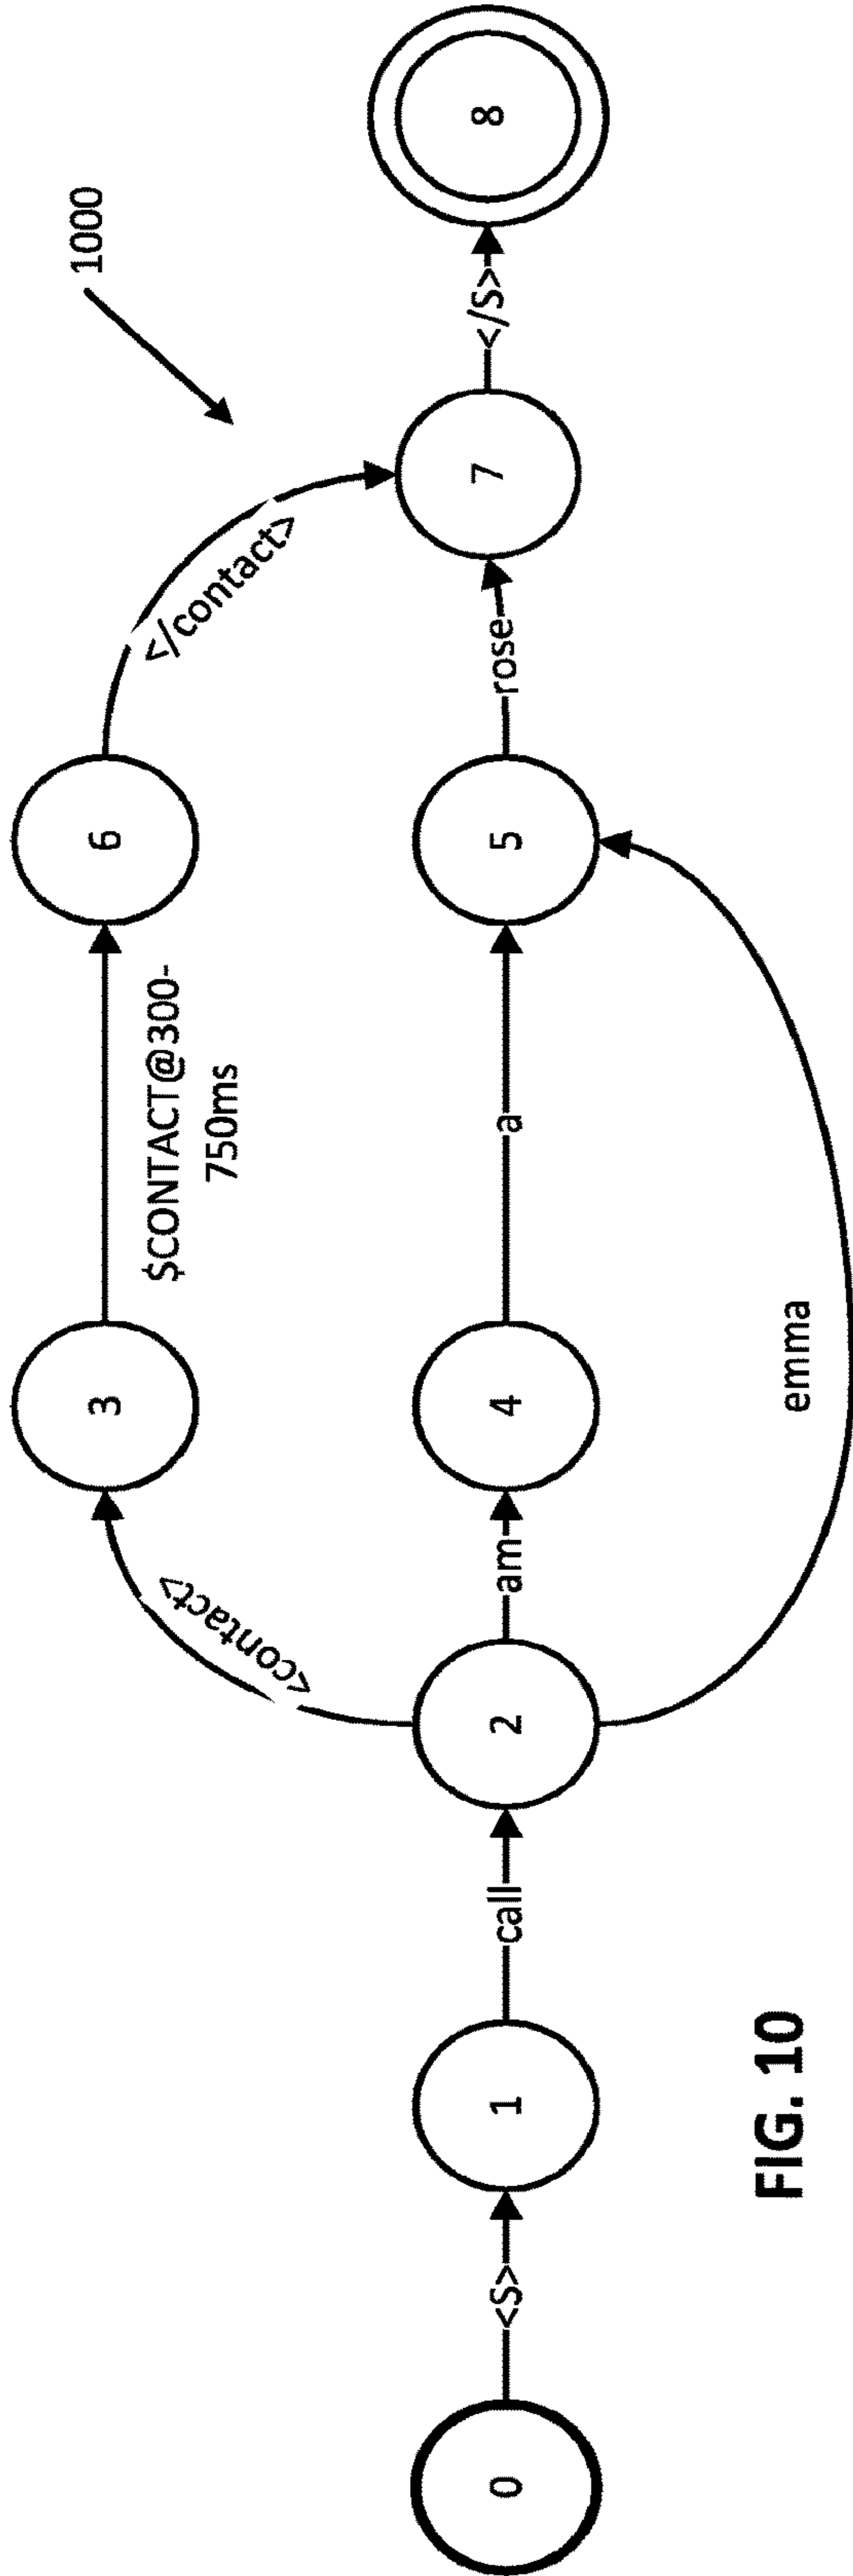 1000
<contact>
3
$CONTACT@300-
750ms
6
</contact>
0
<S>
1
call
2
am
4
a
5
rose
7
</S>
8
emma
FIG. 10